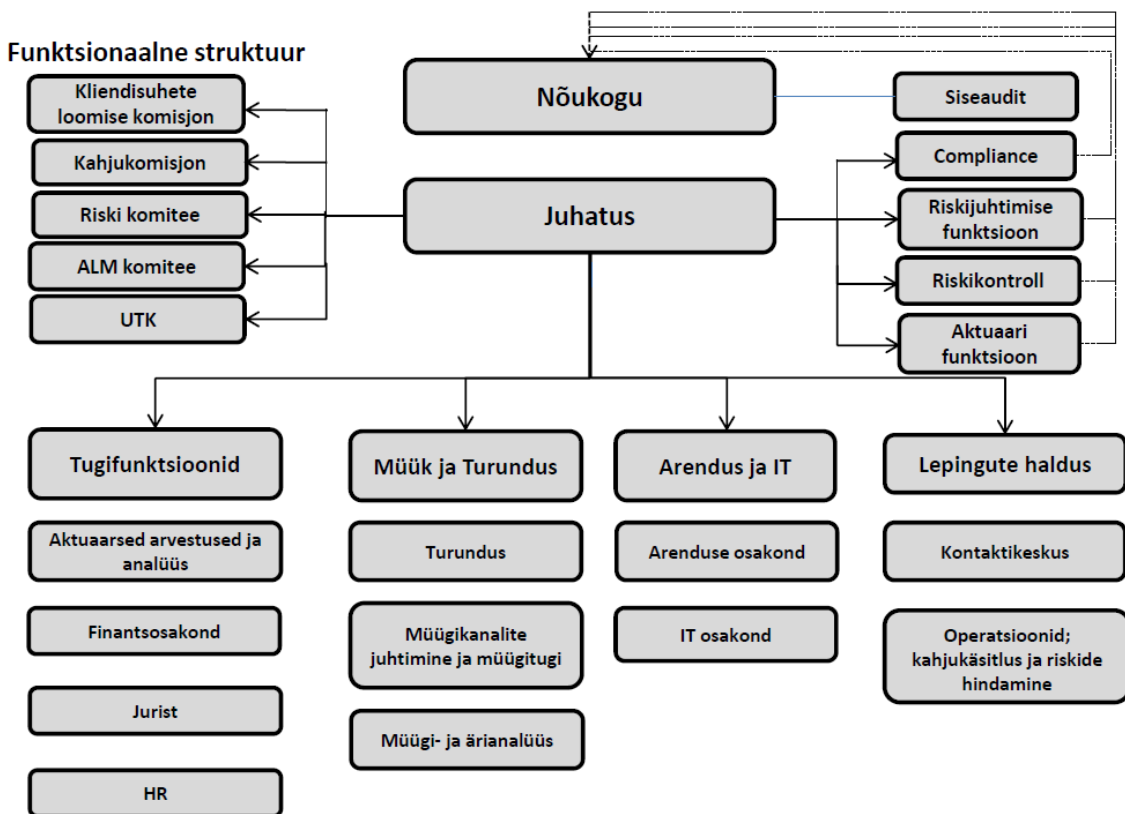 Funktsionaalne struktuur
Kliendisuhete
loomise komisjon
Kahjukomisjon
Riski komitee
ALM komitee
UTK
Nõukogu
Juhatus
Siseaudit
Compliance
Riskijuhtimise
funktsioon
Riskikontroll
Aktuaari
funktsioon
Tugifunktsioonid
Aktuaarsed arvestused ja
analüüs
Finantsosakond
Jurist
HR
Müük ja Turundus
Turundus
Müügikanalite
juhtimine ja müügitugi
Müügi- ja ärianalüüs
Arendus ja IT
Arenduse osakond
IT osakond
Lepingute haldus
Kontaktikeskus
Operatsioonid;
kahjukäsitlus ja riskide
hindamine